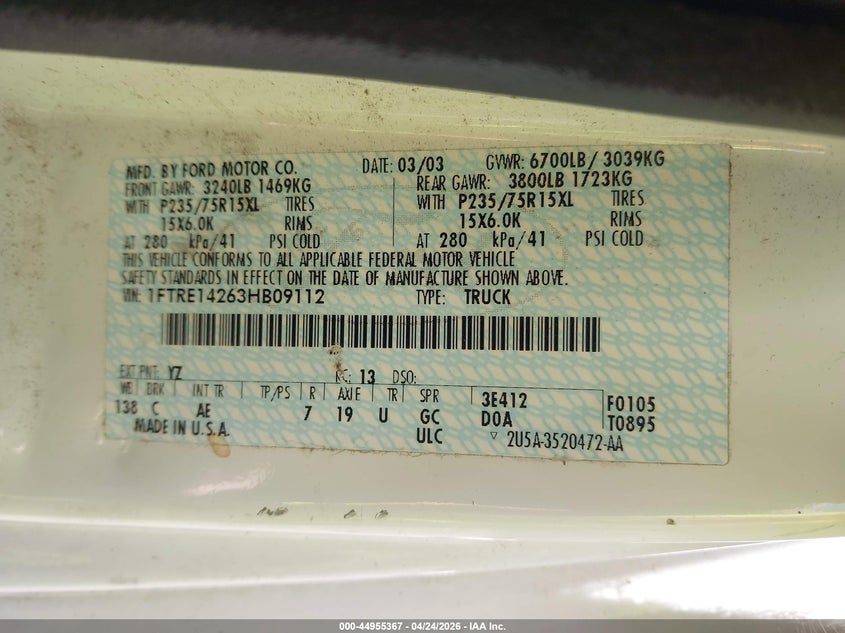 MFD. BY FORD MOTOR CO. DATE: 03/03 GVWR: 6700LB/ 3039KG
FRONT GAWR: 3240LB 1469KG REAR GAWR: 3800LB 1723KG
WITH P235/75R15XL TIRES WITH P235/75R15XL TIRES
15X6.0K RIMS 15X6.0K RIMS
AT 280 kPa/41 PSI COLD AT 280 kPa/41 PSI COLD
THIS VEHICLE CONFORMS TO ALL APPLICABLE FEDERAL MOTOR VEHICLE
SAFETY STANDARDS IN EFFECT ON THE DATE OF MANUFACTURE SHOWN ABOVE.
VIN: 1FTRE14263HB09112 TYPE: TRUCK
EXT PNT: YZ RC: 13 DSO:
WB BRK INT TR TP/PS R AXLE TR SPR 3E412 F0105
138 C AE 7 19 U GC D0A T0895
MADE IN U.S.A. ULC ▽ 2U5A-3520472-AA
000-44955367 - 04/24/2026 - IAA Inc.